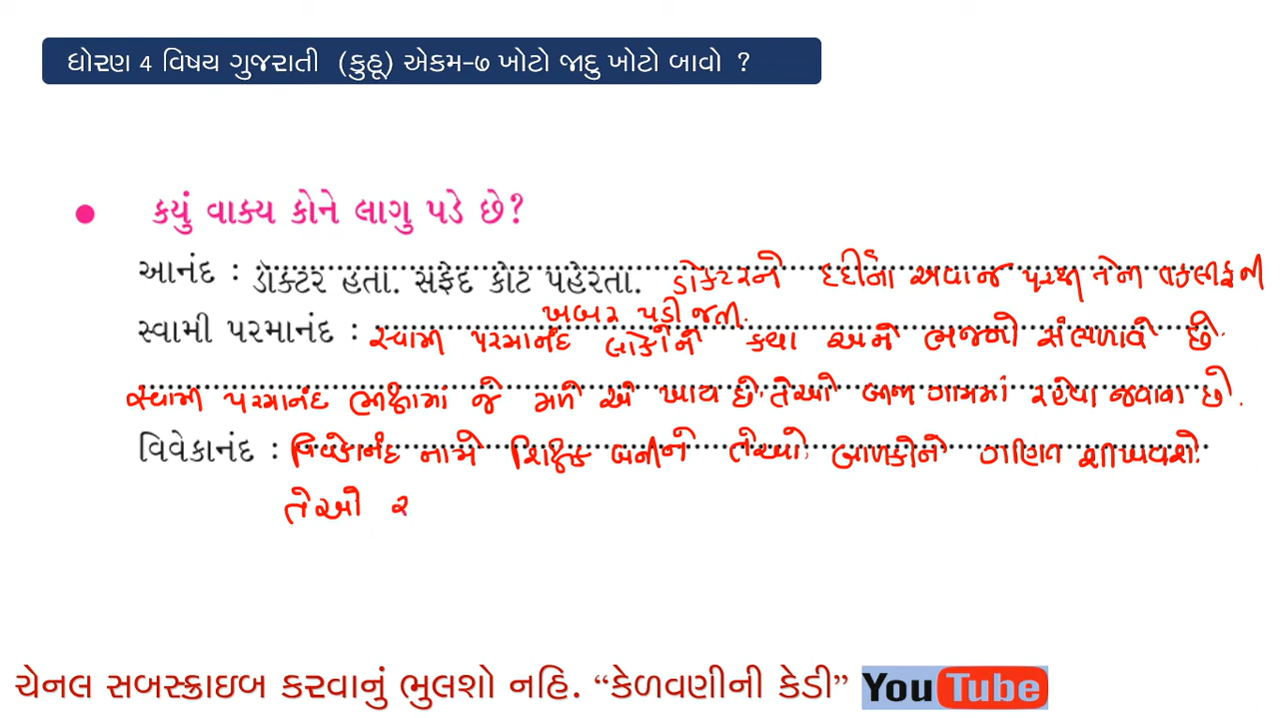 ધોરણ 4 વિષય ગુજરાતી (કુહૂ) એકમ-૭ ખોટો જાદુ ખોટો બાવો ?
● કયું વાક્ય કોને લાગુ પડે છે?
આનંદ : ડૉક્ટર હતા. સફેદ કોટ પહેરતા. ડોક્ટરને દર્દીના અવાજ પરથી તેની તકલીફની
ખબર પડી જતી.
સ્વામી પરમાનંદ : સ્વામી પરમાનંદ લોકોને કથા અને ભજનો સંભળાવે છે.
સ્વામી પરમાનંદ ભીક્ષામાં જે મળે એ ખાય છે. તેઓ બીજા ગામમાં રહેવા જવાના છે.
વિવેકાનંદ : વિવેકાનંદ નામે શિક્ષક બનીને તેઓ બાળકોને ગણિત શીખવશે.
તેઓ ર
ચેનલ સબસ્ક્રાઇબ કરવાનું ભુલશો નહિ. “કેળવણીની કેડી” YouTube